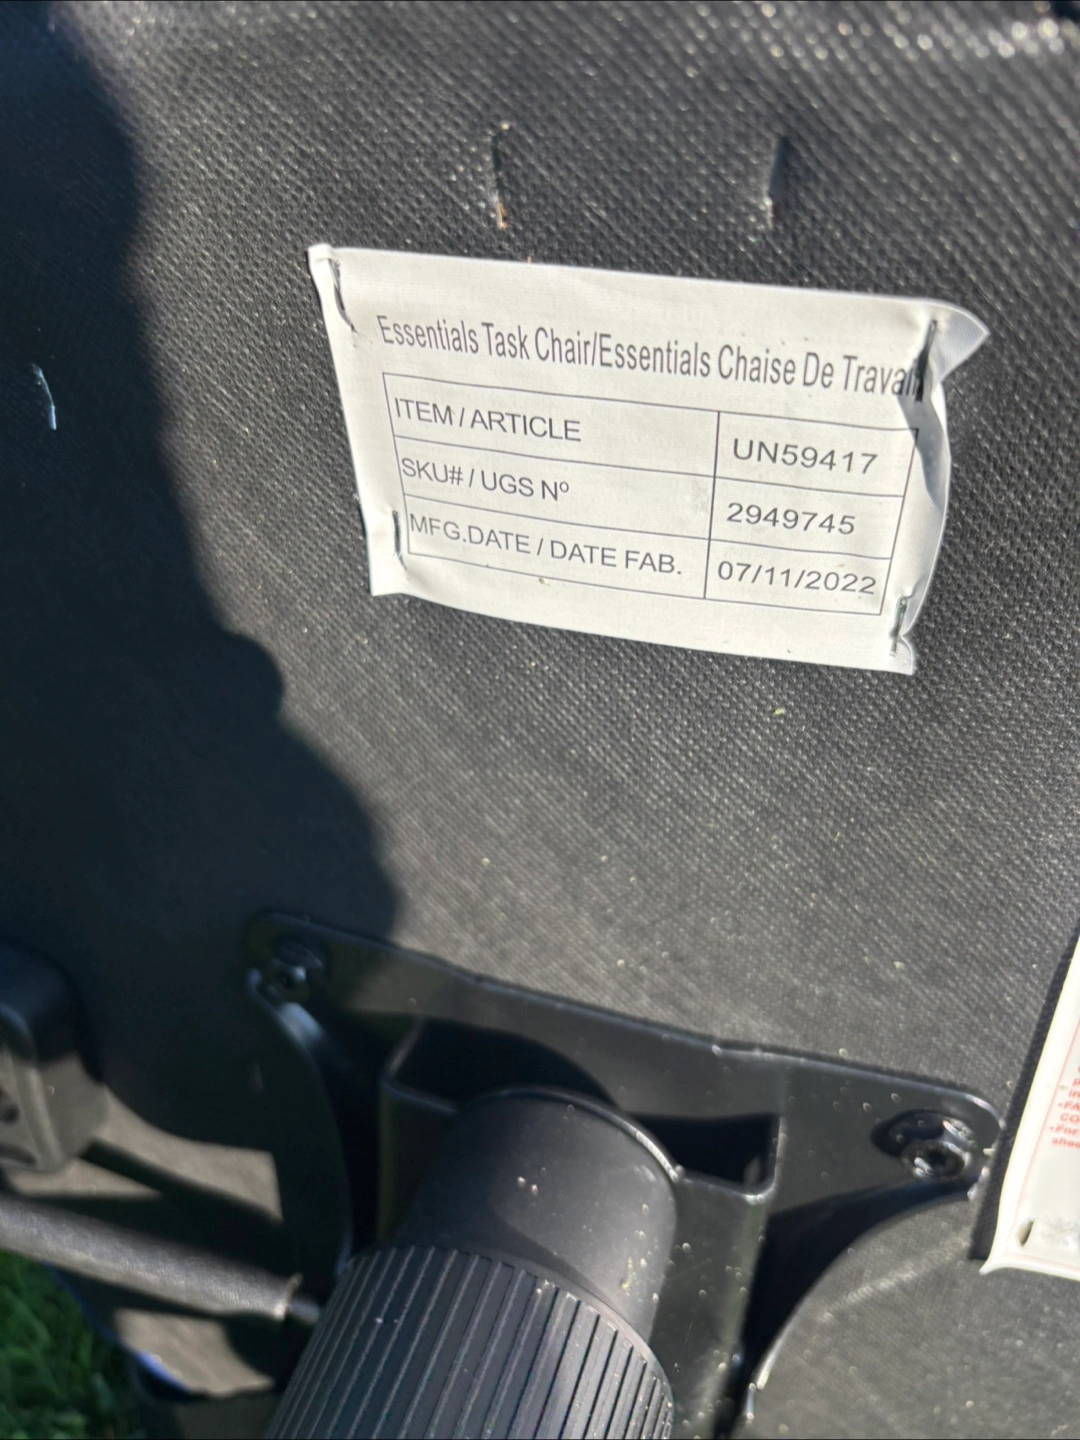 Essentials Task Chair/Essentials Chaise De Travail
ITEM / ARTICLE UN59417
SKU# / UGS Nº 2949745
MFG.DATE / DATE FAB. 07/11/2022